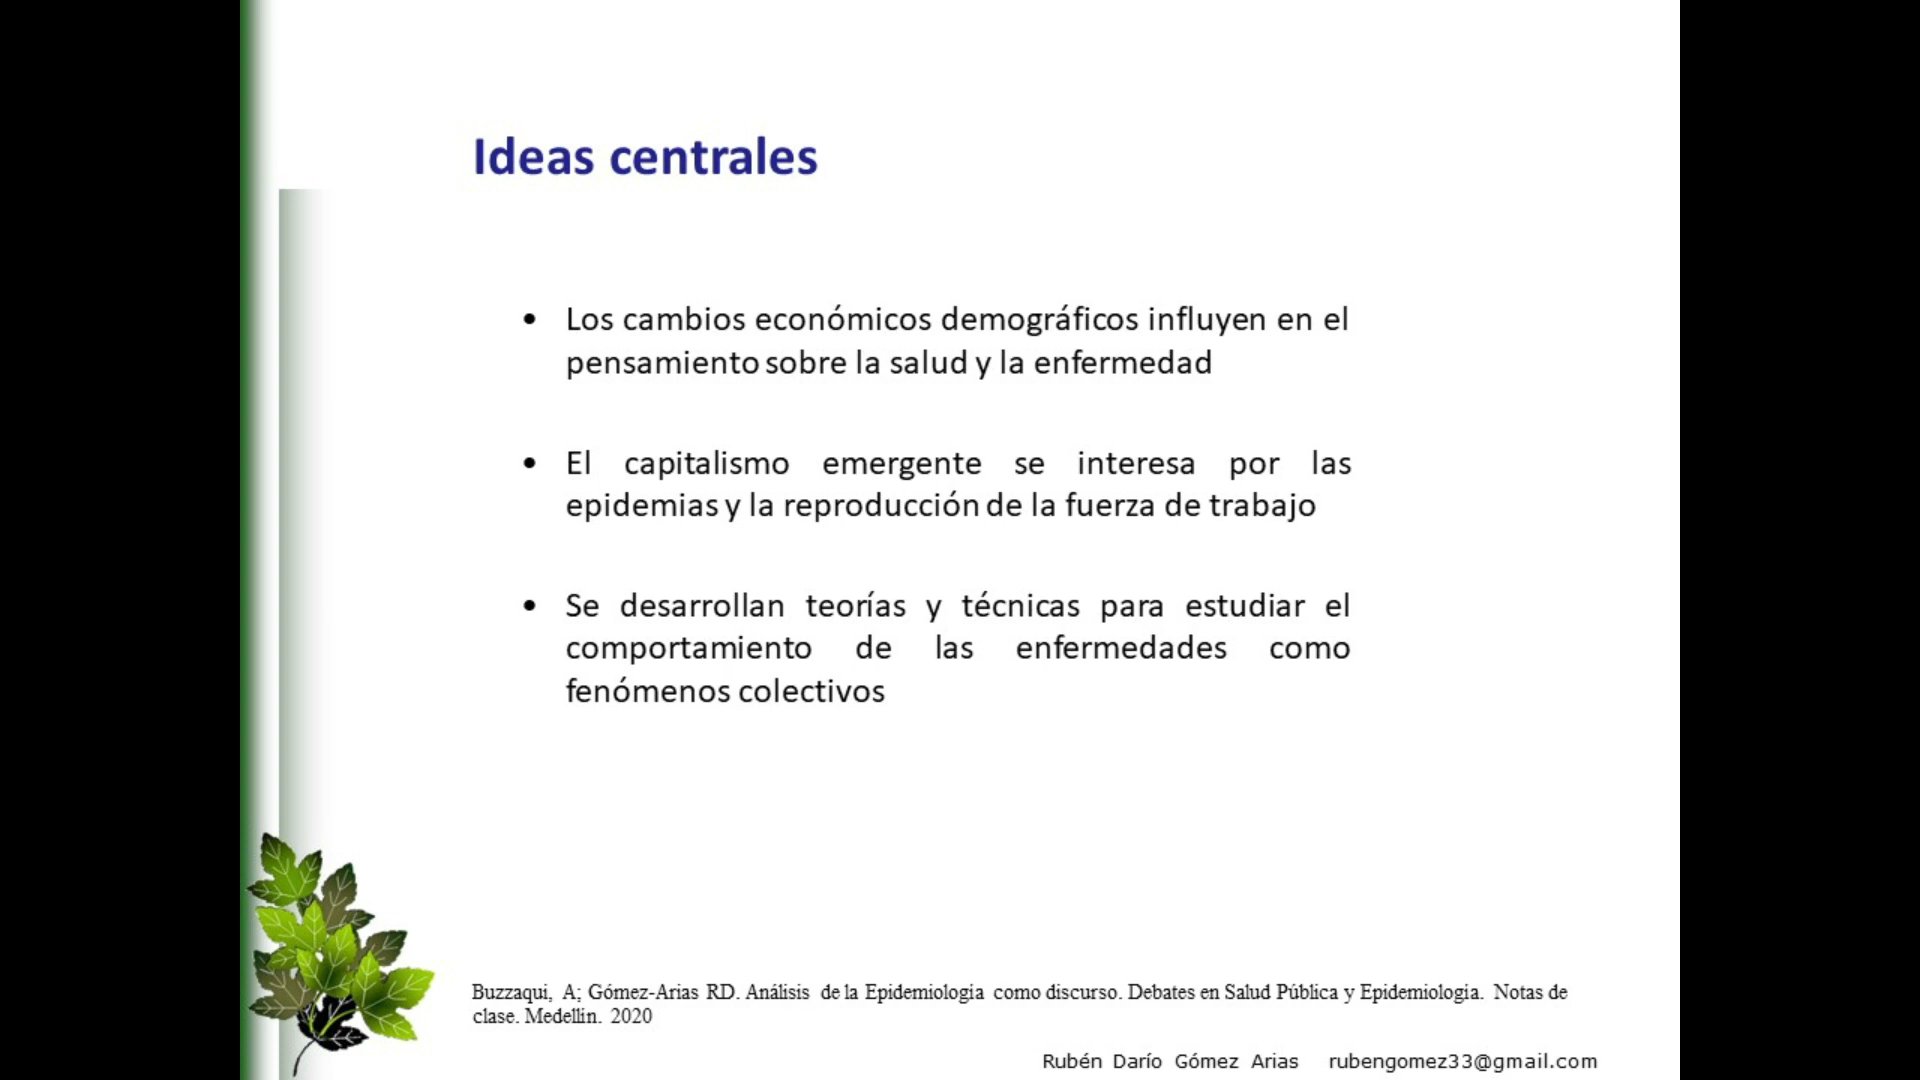 Ideas centrales
• Los cambios económicos demográficos influyen en el
pensamiento sobre la salud y la enfermedad
• El capitalismo emergente se interesa por las
epidemias y la reproducción de la fuerza de trabajo
• Se desarrollan teorías y técnicas para estudiar el
comportamiento de las enfermedades como
fenómenos colectivos
Buzzaqui, A; Gómez-Arias RD. Análisis de la Epidemiología como discurso. Debates en Salud Pública y Epidemiología. Notas de
clase. Medellín. 2020
Rubén Darío Gómez Arias rubengomez33@gmail.com